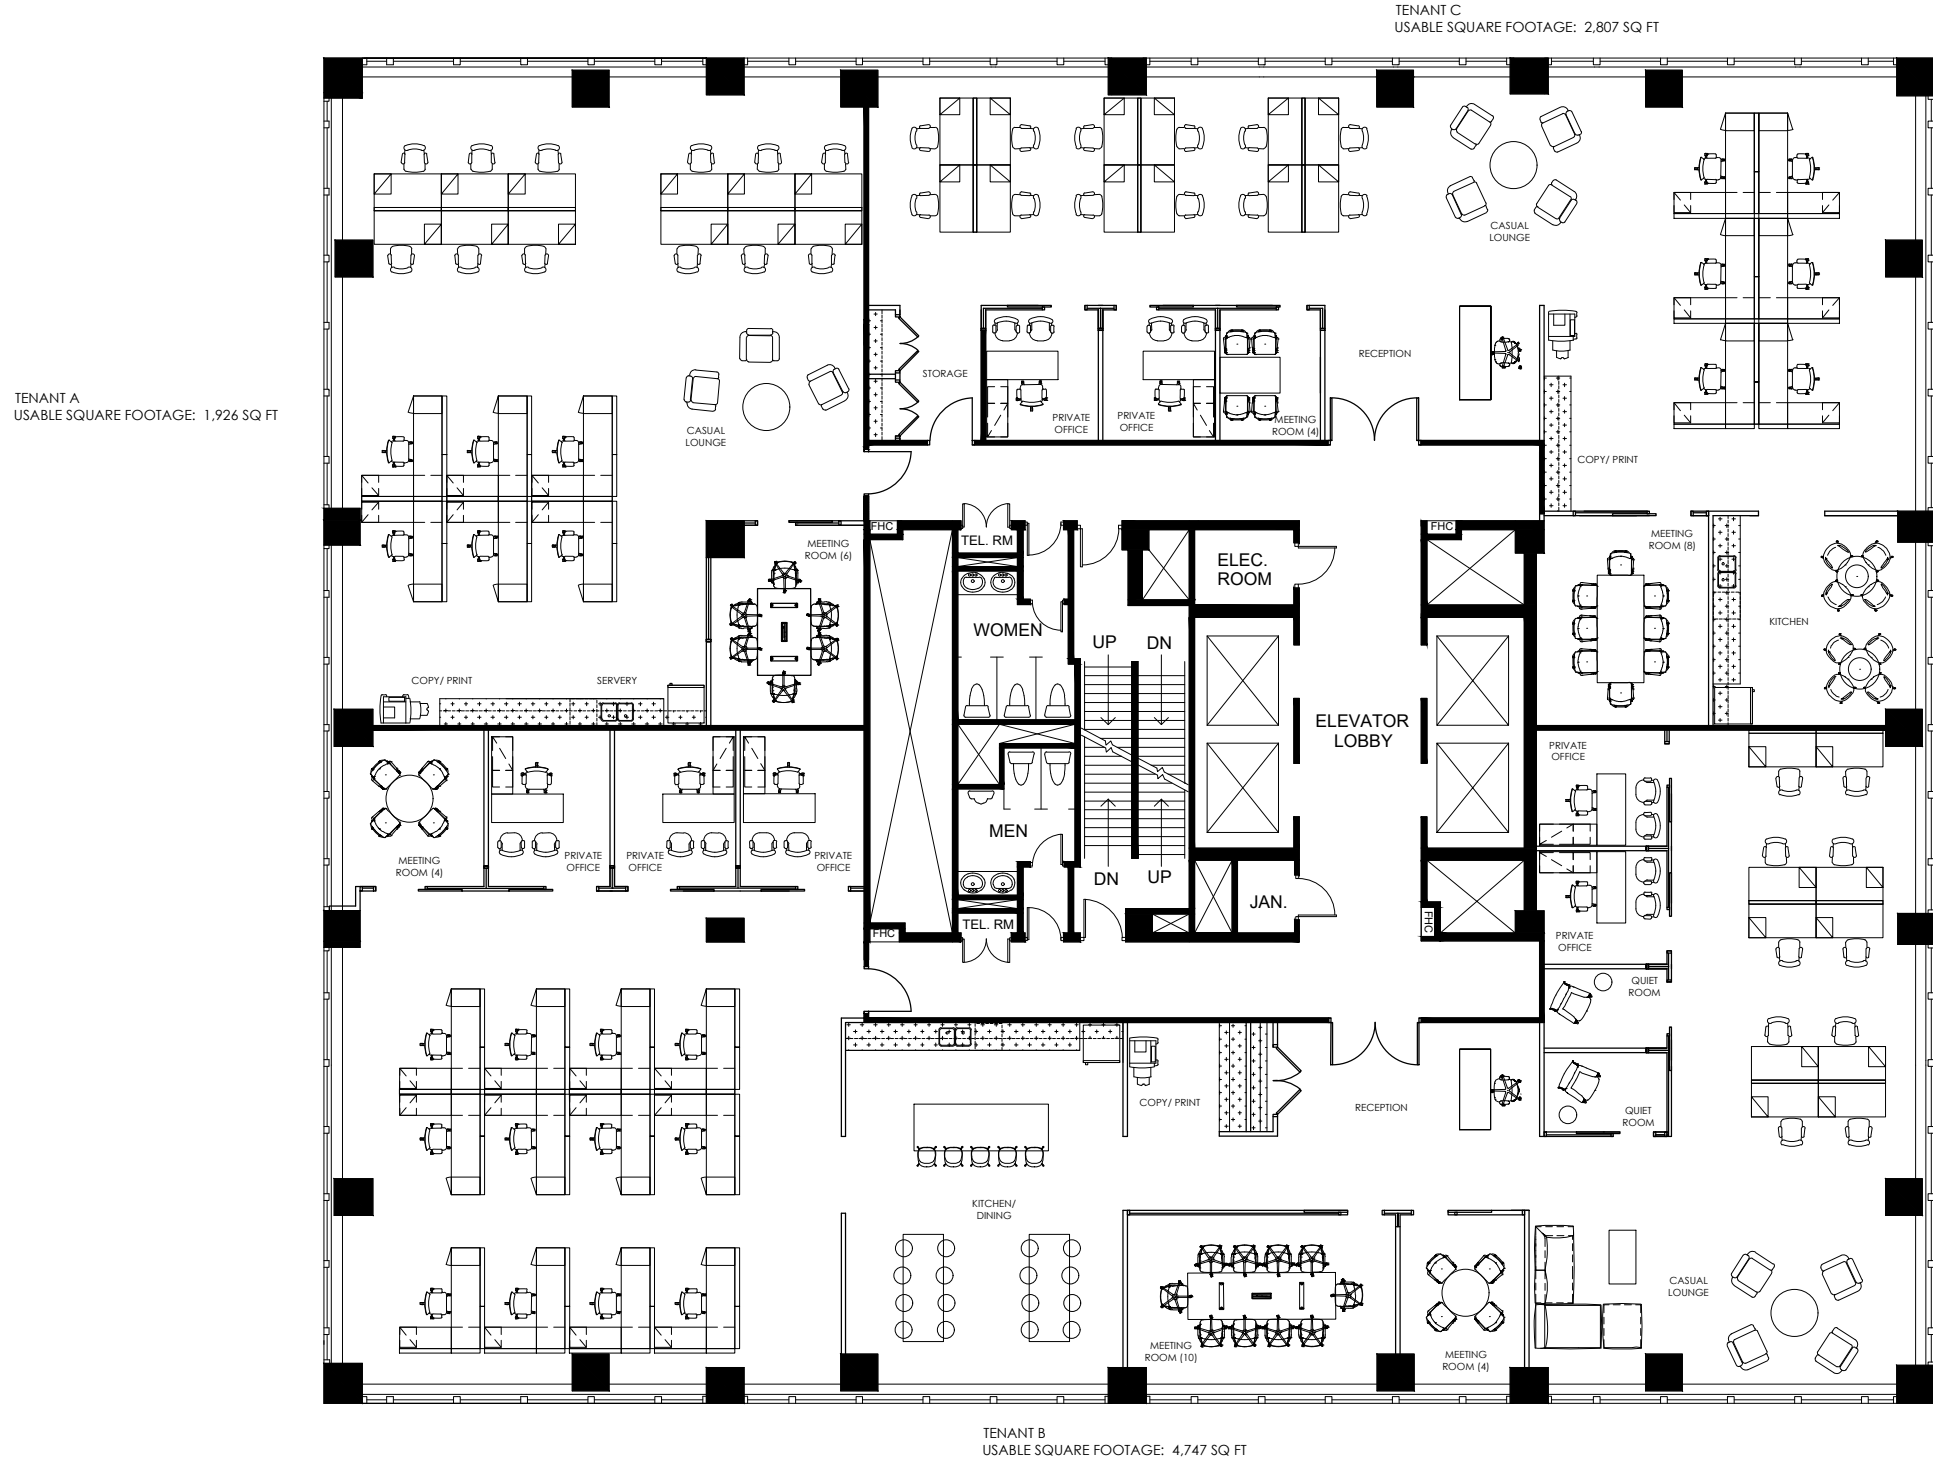 TENANT C
USABLE SQUARE FOOTAGE: 2,807 SQ FT
TENANT A
USABLE SQUARE FOOTAGE: 1,926 SQ FT
CASUAL
LOUNGE
STORAGE
PRIVATE
OFFICE
PRIVATE
OFFICE
MEETING
ROOM (4)
RECEPTION
CASUAL
LOUNGE
COPY/ PRINT
FHC
TEL. RM
MEETING
ROOM (6)
ELEC.
ROOM
FHC
MEETING
ROOM (8)
KITCHEN
WOMEN
UP
DN
COPY/ PRINT
SERVERY
ELEVATOR
LOBBY
MEETING
ROOM (4)
PRIVATE
OFFICE
PRIVATE
OFFICE
PRIVATE
OFFICE
MEN
DN
UP
JAN.
FHC
TEL. RM
FHC
PRIVATE
OFFICE
PRIVATE
OFFICE
QUIET
ROOM
QUIET
ROOM
COPY/ PRINT
RECEPTION
KITCHEN/
DINING
MEETING
ROOM (10)
MEETING
ROOM (4)
CASUAL
LOUNGE
TENANT B
USABLE SQUARE FOOTAGE: 4,747 SQ FT